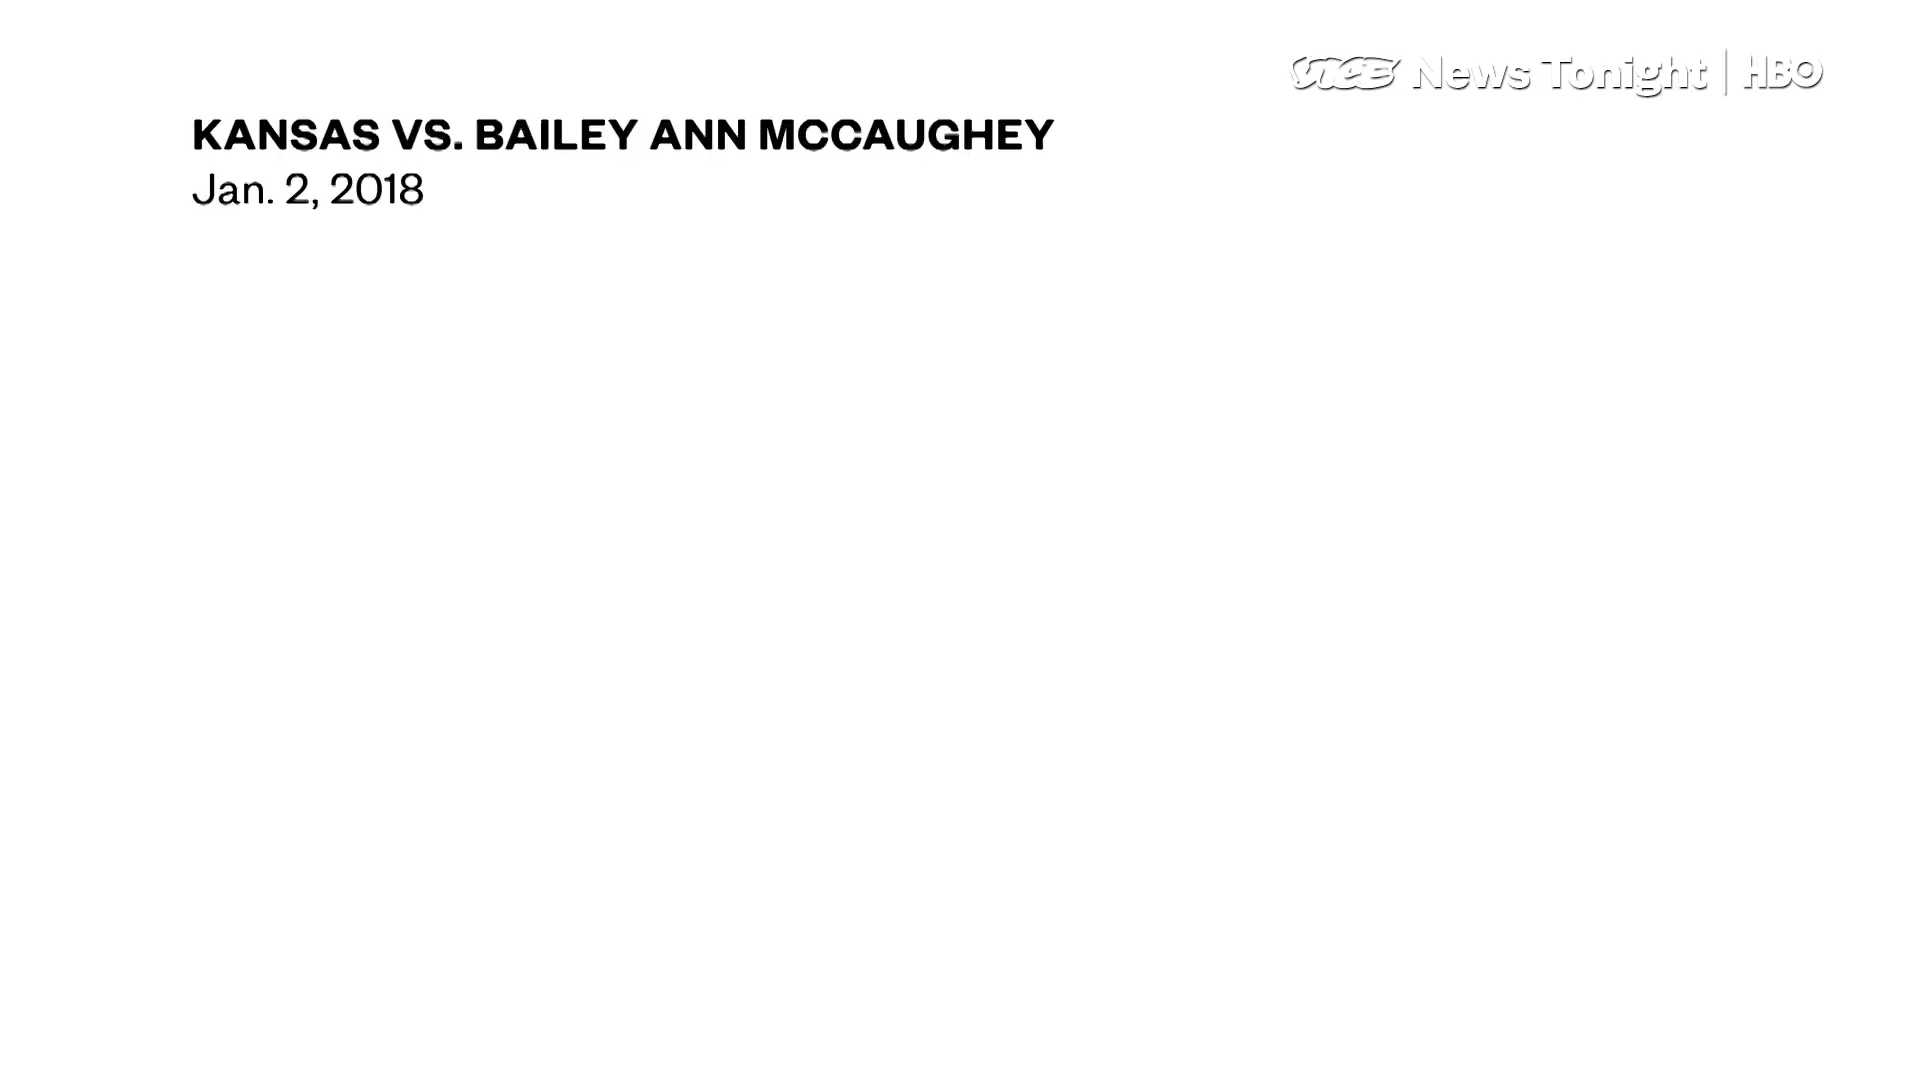 VICE News Tonight | HBO
KANSAS VS. BAILEY ANN MCCAUGHEY
Jan. 2, 2018